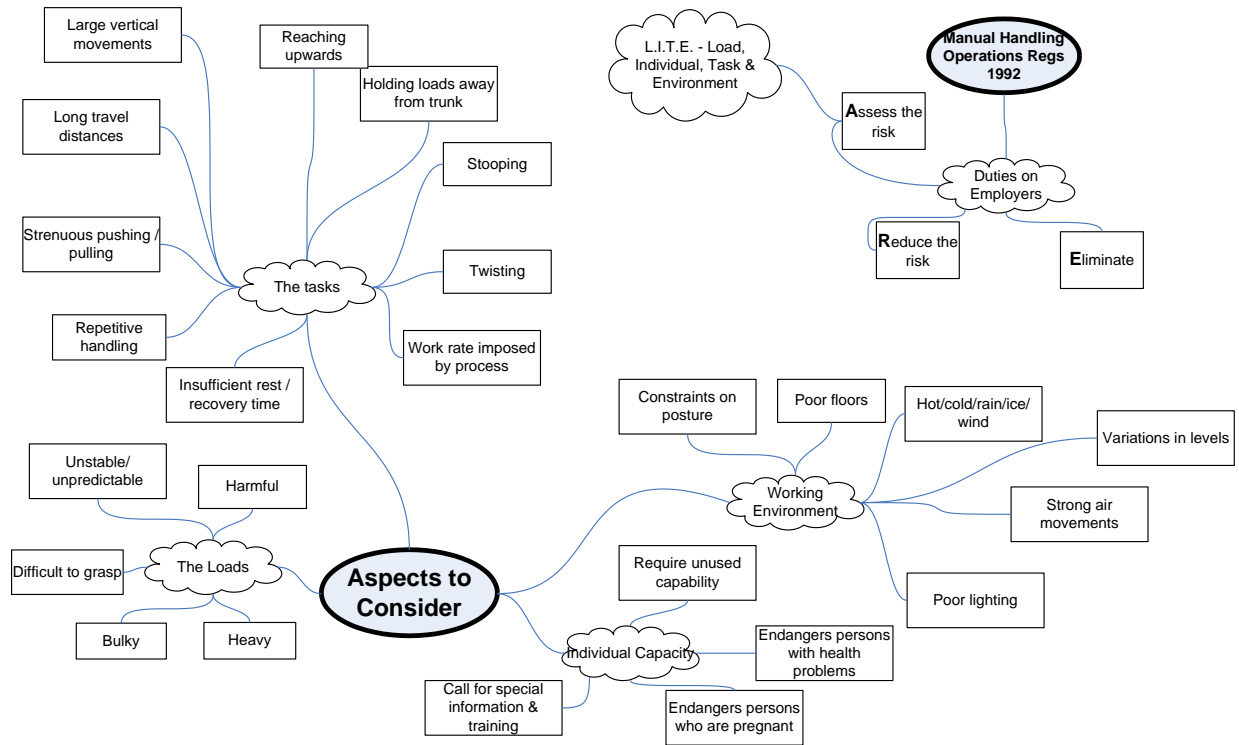 Large vertical
movements
Reaching
upwards
Holding loads away
from trunk
Long travel
distances
Stooping
Strenuous pushing /
pulling
The tasks
Twisting
Repetitive
handling
Work rate imposed
by process
Insufficient rest /
recovery time
L.I.T.E. - Load,
Individual, Task &
Environment
Manual Handling
Operations Regs
1992
Assess the
risk
Duties on
Employers
Reduce the
risk
Eliminate
Unstable/
unpredictable
Harmful
Difficult to grasp
The Loads
Bulky
Heavy
Aspects to
Consider
Constraints on
posture
Poor floors
Hot/cold/rain/ice/
wind
Variations in levels
Working
Environment
Strong air
movements
Poor lighting
Require unused
capability
Individual Capacity
Endangers persons
with health
problems
Call for special
information &
training
Endangers persons
who are pregnant